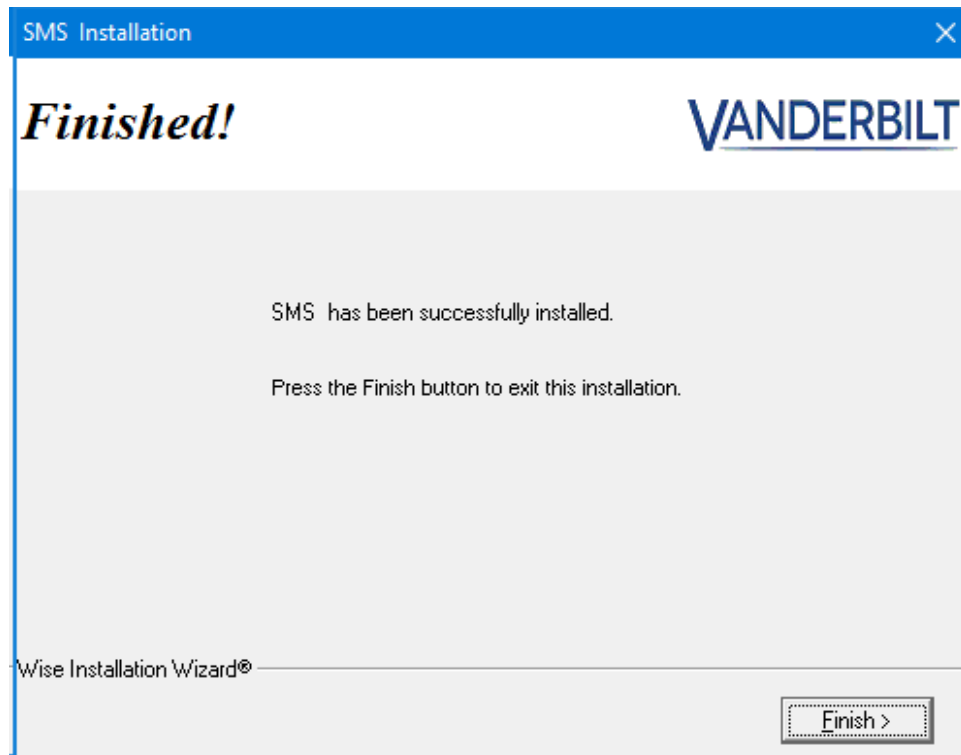 SMS  Installation
Finished!
VANDERBILT
SMS  has been successfully installed.
Press the Finish button to exit this installation.
Wise Installation Wizard®
Finish >